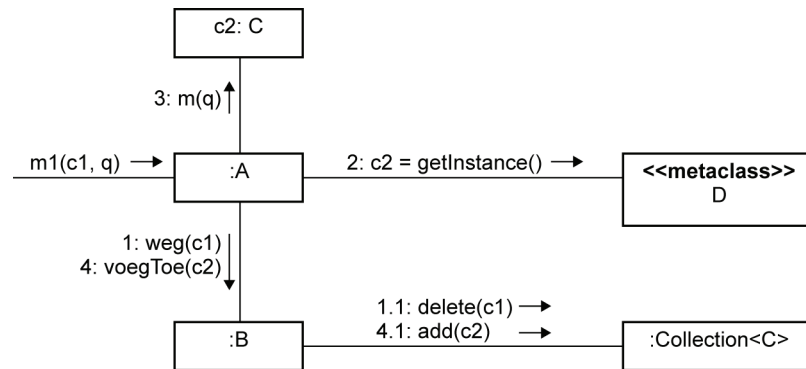 c2: C
3: m(q)
m1(c1, q)
:A
2: c2 = getInstance()
<<metaclass>>
D
1: weg(c1)
4: voegToe(c2)
1.1: delete(c1)
4.1: add(c2)
:B
:Collection<C>